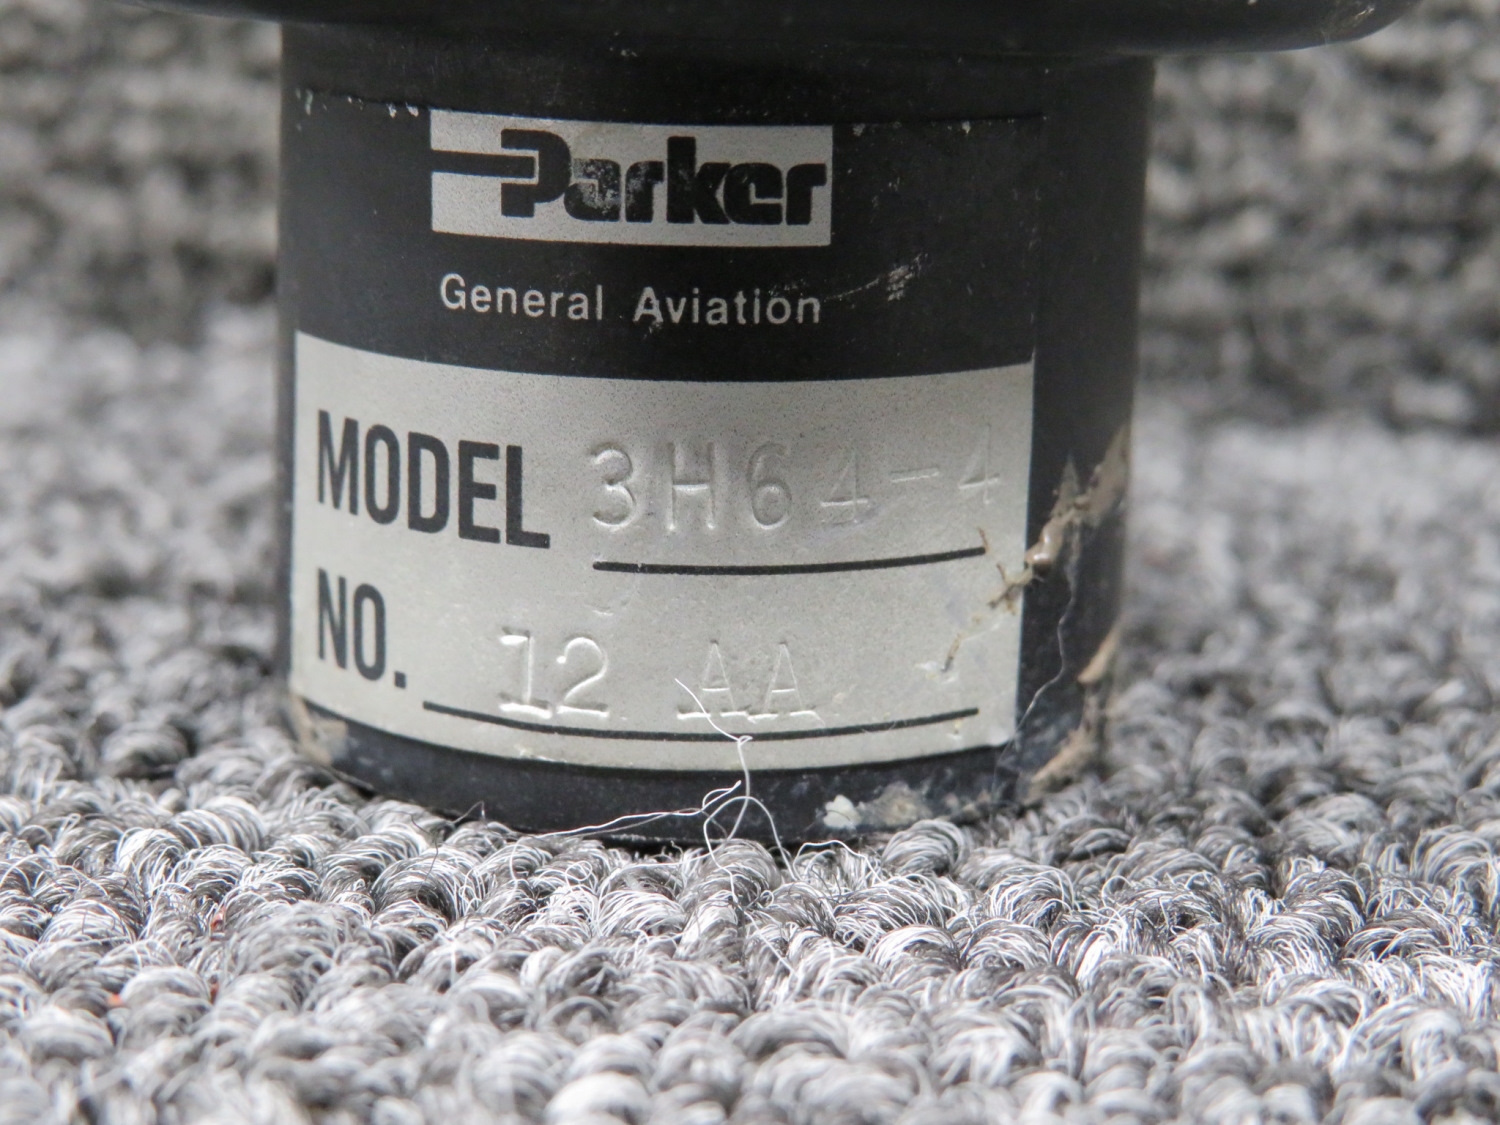 Parker
General Aviation
MODEL 3H64-4
NO. 12 AA